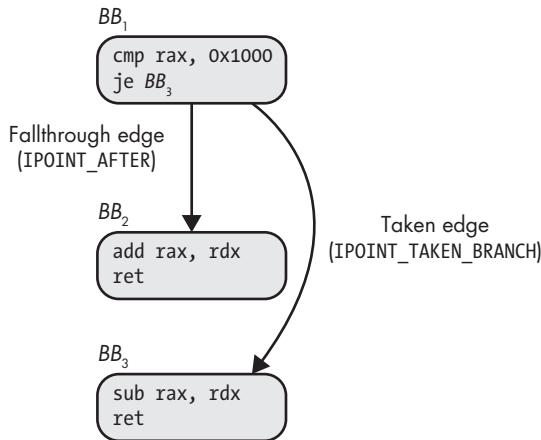 BB₁
cmp rax, 0x1000
je BB₃
Fallthrough edge
(IPOINT_AFTER)
BB₂
add rax, rdx
ret
Taken edge
(IPOINT_TAKEN_BRANCH)
BB₃
sub rax, rdx
ret